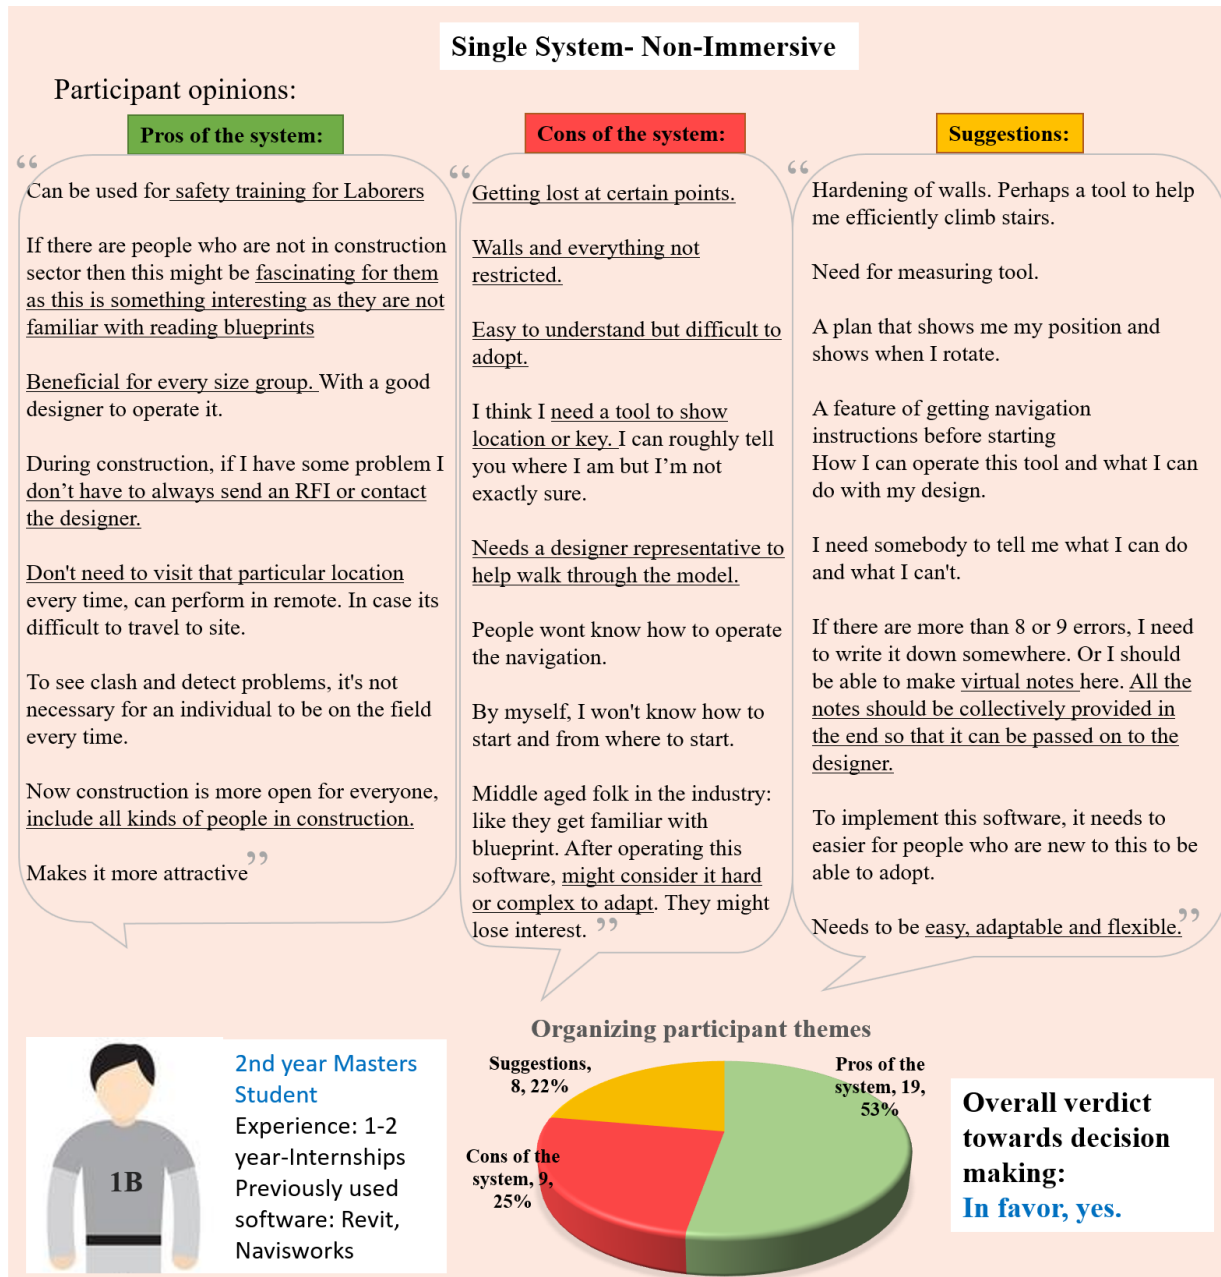 Single System- Non-Immersive
Participant opinions:
Pros of the system:
“
Can be used for safety training for Laborers
If there are people who are not in construction
sector then this might be fascinating for them
as this is something interesting as they are not
familiar with reading blueprints
Beneficial for every size group. With a good
designer to operate it.
During construction, if I have some problem I
don’t have to always send an RFI or contact
the designer.
Don't need to visit that particular location
every time, can perform in remote. In case its
difficult to travel to site.
To see clash and detect problems, it's not
necessary for an individual to be on the field
every time.
Now construction is more open for everyone,
include all kinds of people in construction.
Makes it more attractive”
Cons of the system:
“
Getting lost at certain points.
Walls and everything not
restricted.
Easy to understand but difficult to
adopt.
I think I need a tool to show
location or key. I can roughly tell
you where I am but I’m not
exactly sure.
Needs a designer representative to
help walk through the model.
People wont know how to operate
the navigation.
By myself, I won't know how to
start and from where to start.
Middle aged folk in the industry:
like they get familiar with
blueprint. After operating this
software, might consider it hard
or complex to adapt. They might
lose interest. ”
Suggestions:
“
Hardening of walls. Perhaps a tool to help
me efficiently climb stairs.
Need for measuring tool.
A plan that shows me my position and
shows when I rotate.
A feature of getting navigation
instructions before starting
How I can operate this tool and what I can
do with my design.
I need somebody to tell me what I can do
and what I can't.
If there are more than 8 or 9 errors, I need
to write it down somewhere. Or I should
be able to make virtual notes here. All the
notes should be collectively provided in
the end so that it can be passed on to the
designer.
To implement this software, it needs to
easier for people who are new to this to be
able to adopt.
Needs to be easy, adaptable and flexible.”
1B
2nd year Masters
Student
Experience: 1-2
year-Internships
Previously used
software: Revit,
Navisworks
Organizing participant themes
Suggestions,
8, 22%
Pros of the
system, 19,
53%
Cons of the
system, 9,
25%
Overall verdict
towards decision
making:
In favor, yes.